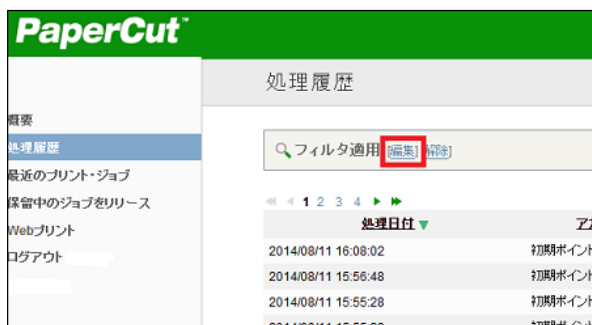 PaperCut
処理履歴
概要
処理履歴
最近のプリント・ジョブ
保留中のジョブをリリース
Webプリント
ログアウト
フィルタ適用 [編集] [解除]
1 2 3 4
処理日付
2014/08/11 16:08:02 初期ポイント
2014/08/11 15:56:48 初期ポイント
2014/08/11 15:55:28 初期ポイント